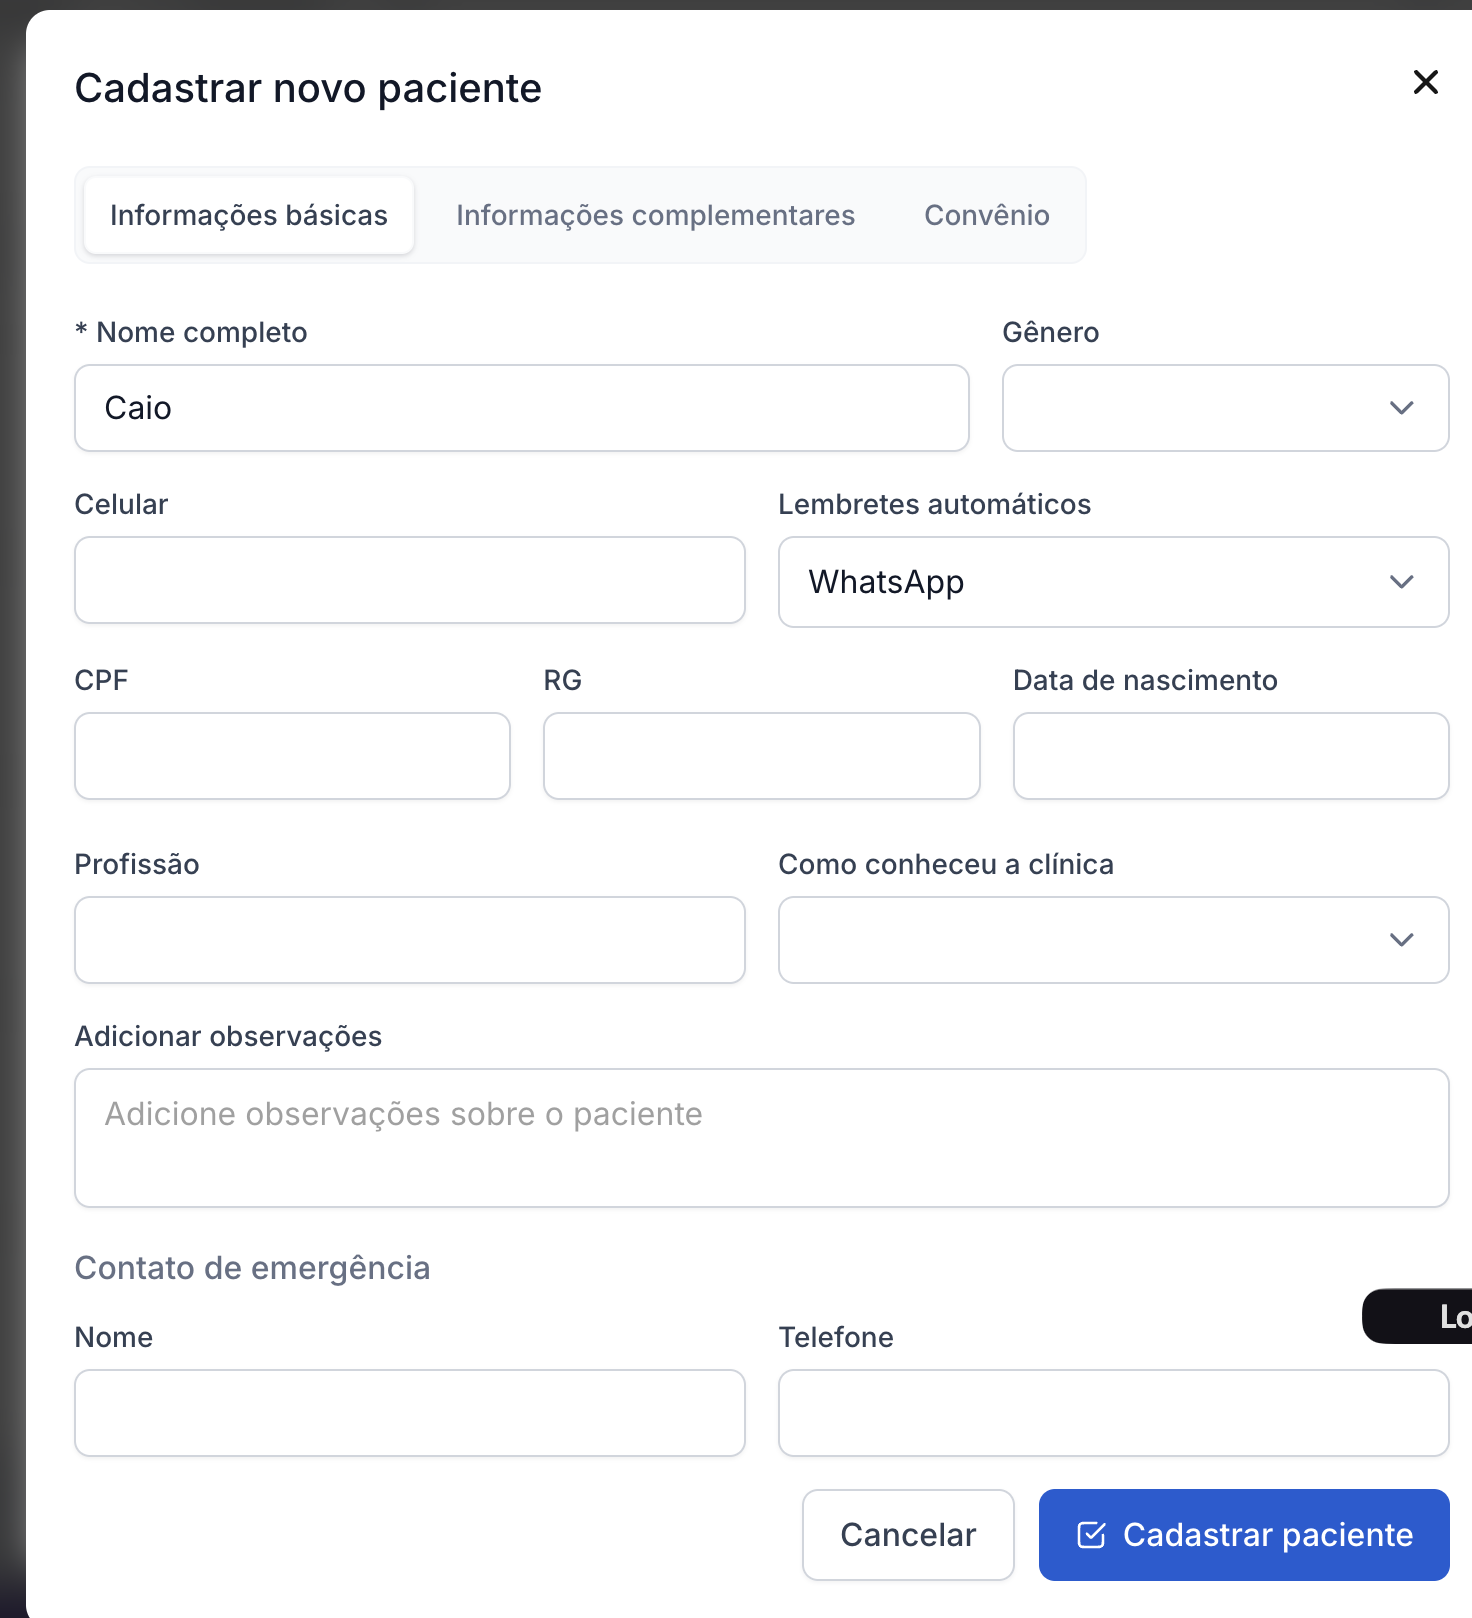 Cadastrar novo paciente
Informações básicas Informações complementares Convênio
* Nome completo Gênero
Caio
Celular Lembretes automáticos
WhatsApp
CPF RG Data de nascimento
Profissão Como conheceu a clínica
Adicionar observações
Adicione observações sobre o paciente
Contato de emergência
Lo
Nome Telefone
Cancelar Cadastrar paciente